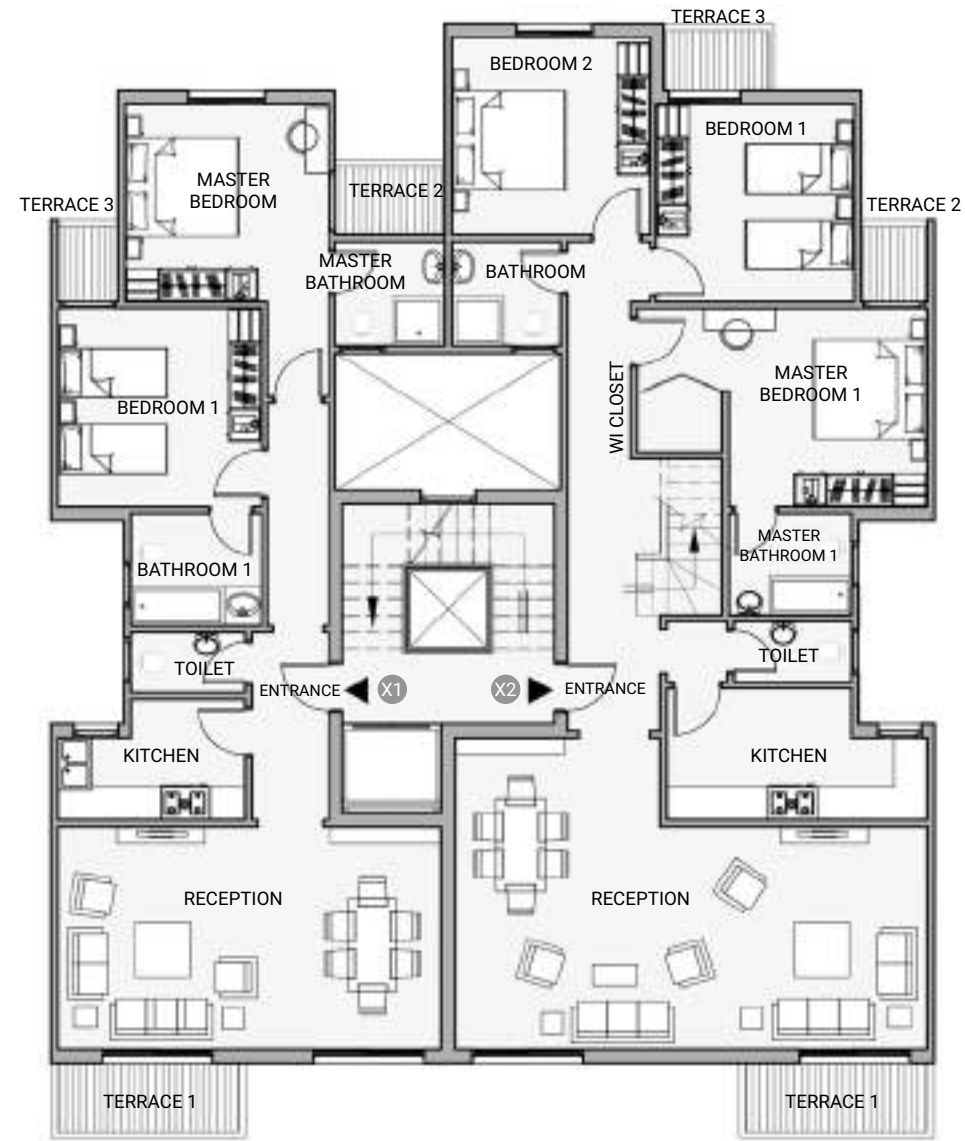 TERRACE 3
BEDROOM 2
BEDROOM 1
MASTER
BEDROOM
TERRACE 2
TERRACE 3
TERRACE 2
MASTER
BATHROOM
BATHROOM
WI CLOSET
MASTER
BEDROOM 1
BEDROOM 1
MASTER
BATHROOM 1
BATHROOM 1
TOILET
TOILET
ENTRANCE
X1
X2
ENTRANCE
KITCHEN
KITCHEN
RECEPTION
RECEPTION
TERRACE 1
TERRACE 1